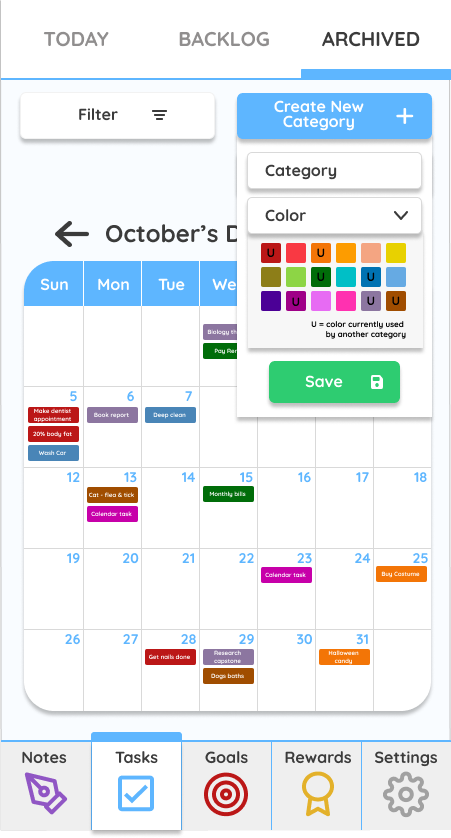 TODAY BACKLOG ARCHIVED
Filter
Create New
Category
Category
Color
U U
U U
U U U
U = color currently used
by another category
Save
October's D
Sun Mon Tue We
Biology th
Pay Ren
5 6 7
Make dentist
appointment
Book report
Deep clean
20% body fat
Wash Car
12 13 14 15 16 17 18
Cat - flea & tick
Monthly bills
Calendar task
19 20 21 22 23 24 25
Calendar task
Buy Costume
26 27 28 29 30 31
Get nails done
Research
capstone
Halloween
candy
Dogs baths
Notes Tasks Goals Rewards Settings